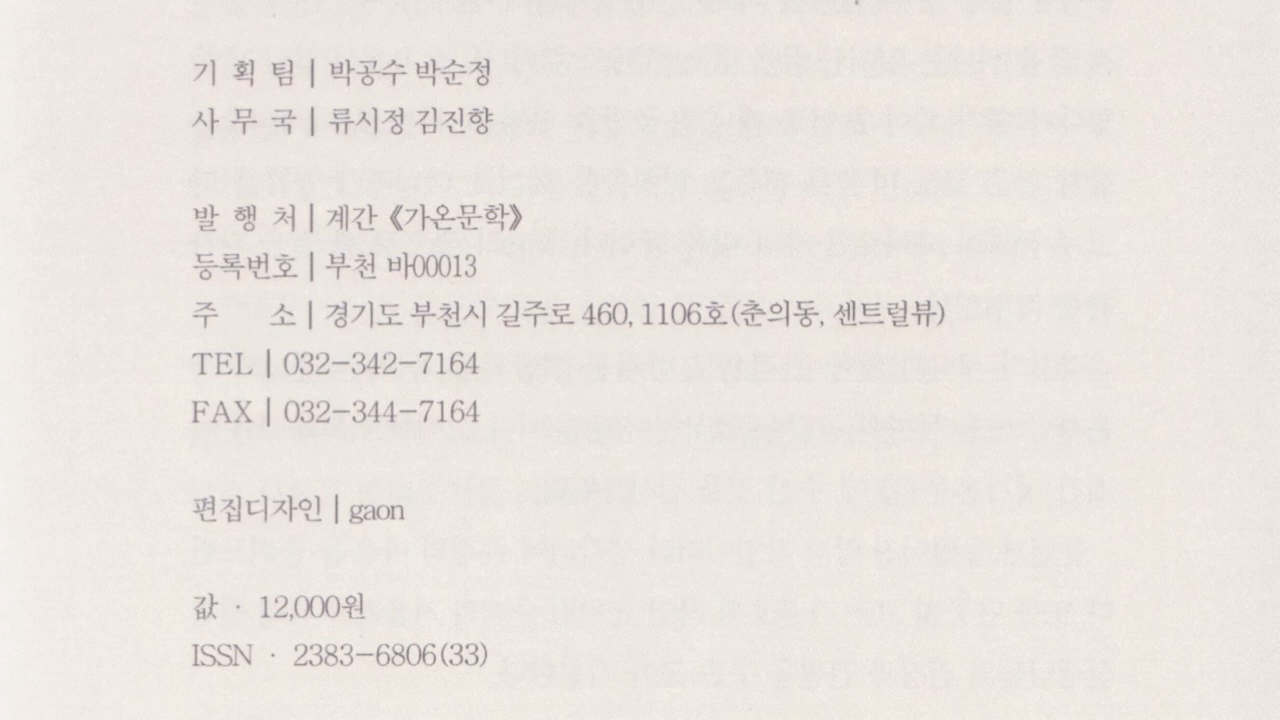 기 획 팀 | 박공수 박순정
사 무 국 | 류시정 김진향
발 행 처 | 계간 《가온문학》
등록번호 | 부천 바00013
주 소 | 경기도 부천시 길주로 460, 1106호(춘의동, 센트럴뷰)
TEL | 032-342-7164
FAX | 032-344-7164
편집디자인 | gaon
값 · 12,000원
ISSN · 2383-6806(33)